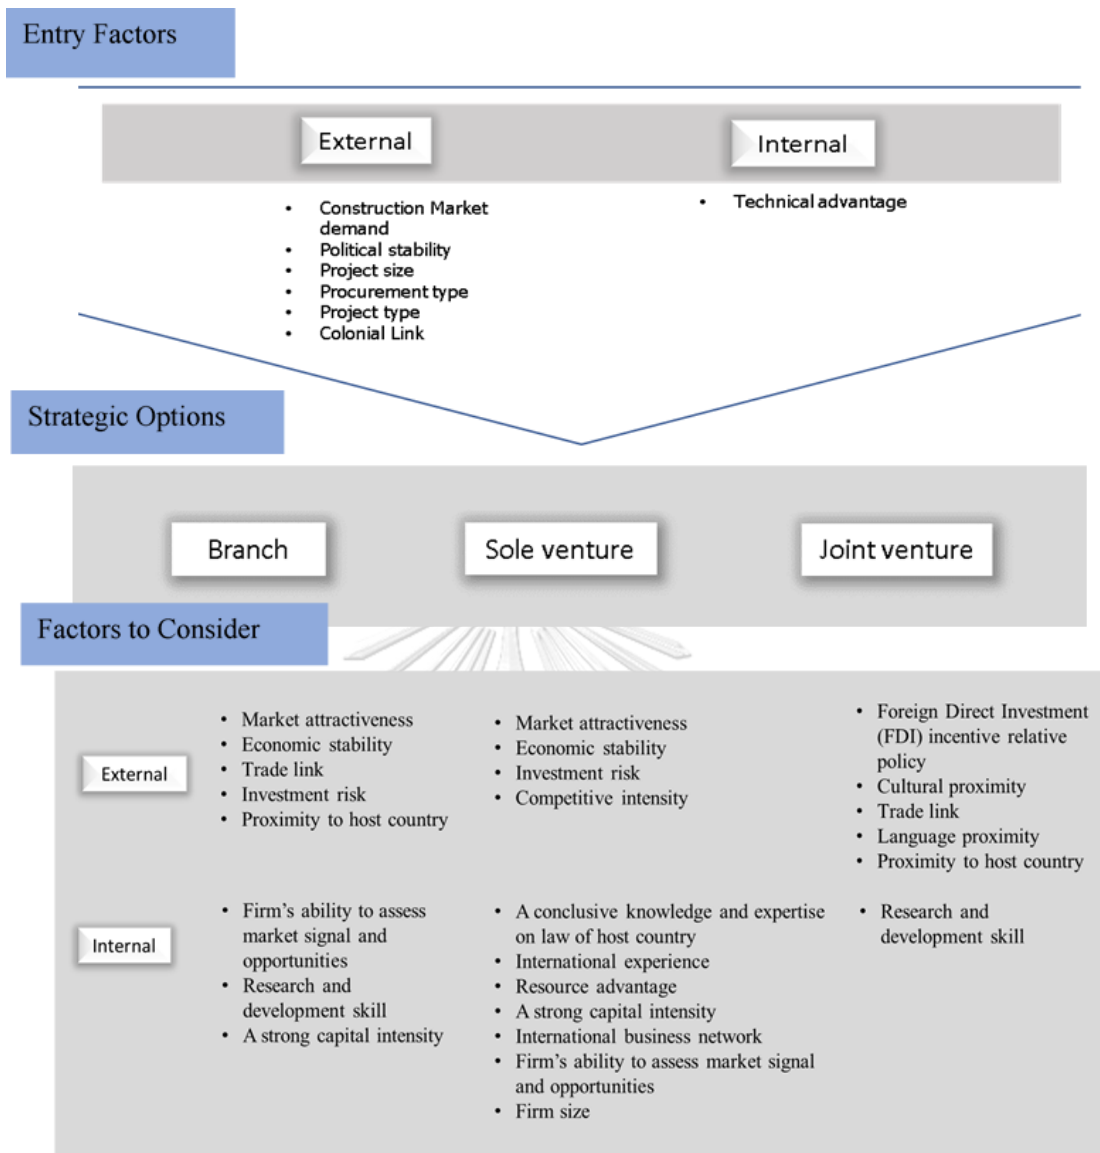 Entry Factors
External
Internal
• Construction Market
demand
• Political stability
• Project size
• Procurement type
• Project type
• Colonial Link
• Technical advantage
Strategic Options
Branch
Sole venture
Joint venture
Factors to Consider
External
• Market attractiveness
• Economic stability
• Trade link
• Investment risk
• Proximity to host country
• Market attractiveness
• Economic stability
• Investment risk
• Competitive intensity
• Foreign Direct Investment
(FDI) incentive relative
policy
• Cultural proximity
• Trade link
• Language proximity
• Proximity to host country
Internal
• Firm's ability to assess
market signal and
opportunities
• Research and
development skill
• A strong capital intensity
• A conclusive knowledge and expertise
on law of host country
• International experience
• Resource advantage
• A strong capital intensity
• International business network
• Firm's ability to assess market signal
and opportunities
• Firm size
• Research and
development skill